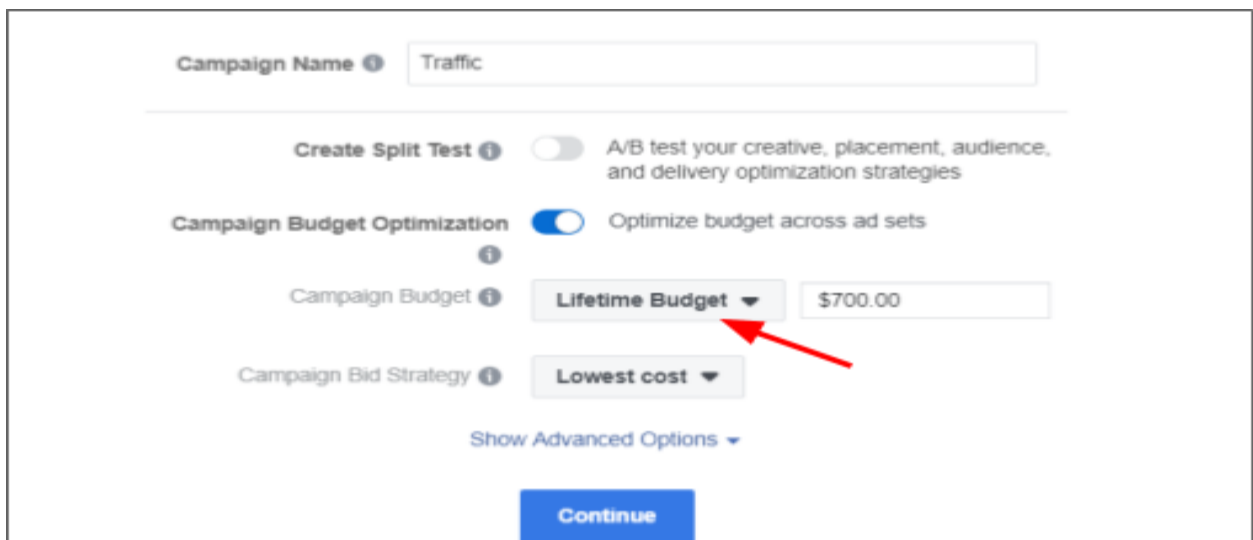 Campaign Name
Traffic
Create Split Test
A/B test your creative, placement, audience,
and delivery optimization strategies
Campaign Budget Optimization
Optimize budget across ad sets
Campaign Budget
Lifetime Budget
$700.00
Campaign Bid Strategy
Lowest cost
Show Advanced Options
Continue